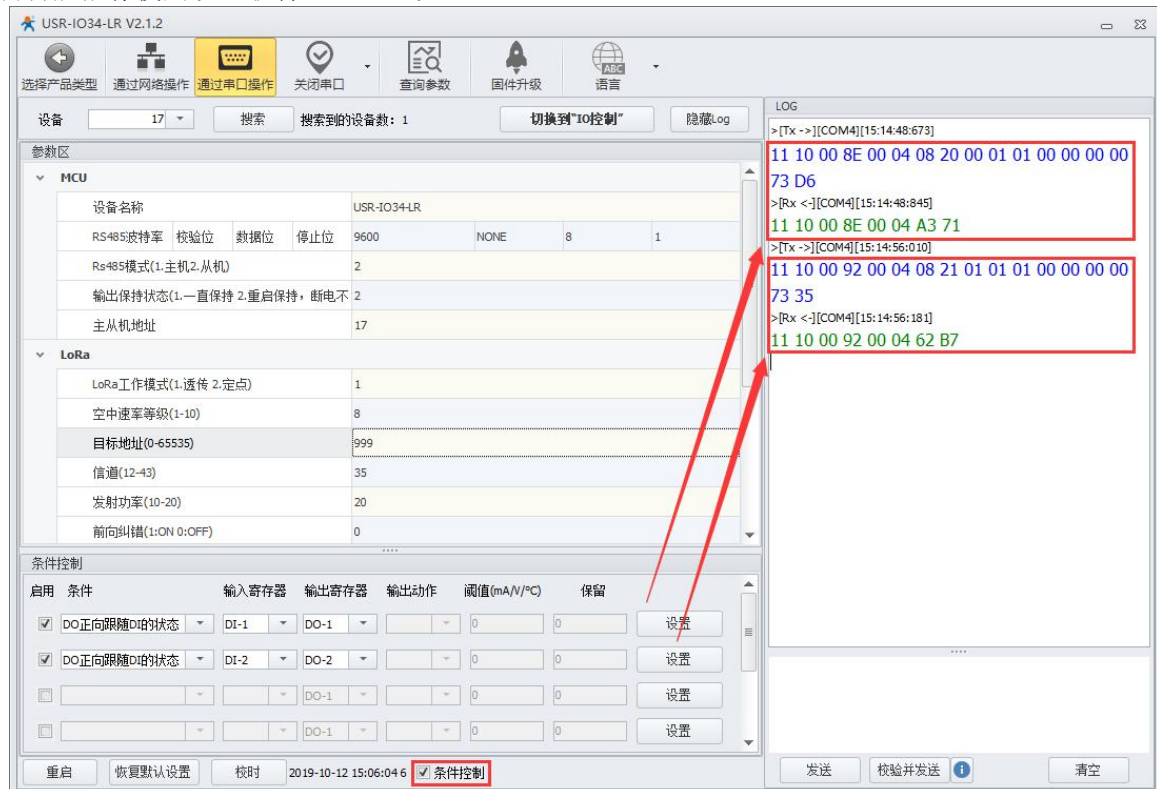 USR-IO34-LR V2.1.2
选择产品类型 通过网络操作 通过串口操作 关闭串口 查询参数 固件升级 语言
ABC
设备 17 搜索 搜索到的设备数: 1 切换到"IO控制" 隐藏Log
参数区
MCU
设备名称 USR-IO34-LR
RS485波特率 校验位 数据位 停止位 9600 NONE 8 1
Rs485模式(1.主机2.从机) 2
输出保持状态(1.一直保持 2.重启保持，断电不 2
主从机地址 17
LoRa
LoRa工作模式(1.透传 2.定点) 1
空中速率等级(1-10) 8
目标地址(0-65535) 999
信道(12-43) 35
发射功率(10-20) 20
前向纠错(1:ON 0:OFF) 0
条件控制
启用 条件 输入寄存器 输出寄存器 输出动作 阈值(mA/V/°C) 保留
DO正向跟随DI的状态 DI-1 DO-1 0 0 设置
DO正向跟随DI的状态 DI-2 DO-2 0 0 设置
DO-1 0 0 设置
DO-1 0 0 设置
重启 恢复默认设置 校时 2019-10-12 15:06:04 6 条件控制
LOG
>[Tx ->][COM4][15:14:48:673]
11 10 00 8E 00 04 08 20 00 01 01 00 00 00 00
73 D6
>[Rx <-][COM4][15:14:48:845]
11 10 00 8E 00 04 A3 71
>[Tx ->][COM4][15:14:56:010]
11 10 00 92 00 04 08 21 01 01 01 00 00 00 00
73 35
>[Rx <-][COM4][15:14:56:181]
11 10 00 92 00 04 62 B7
发送 校验并发送 清空